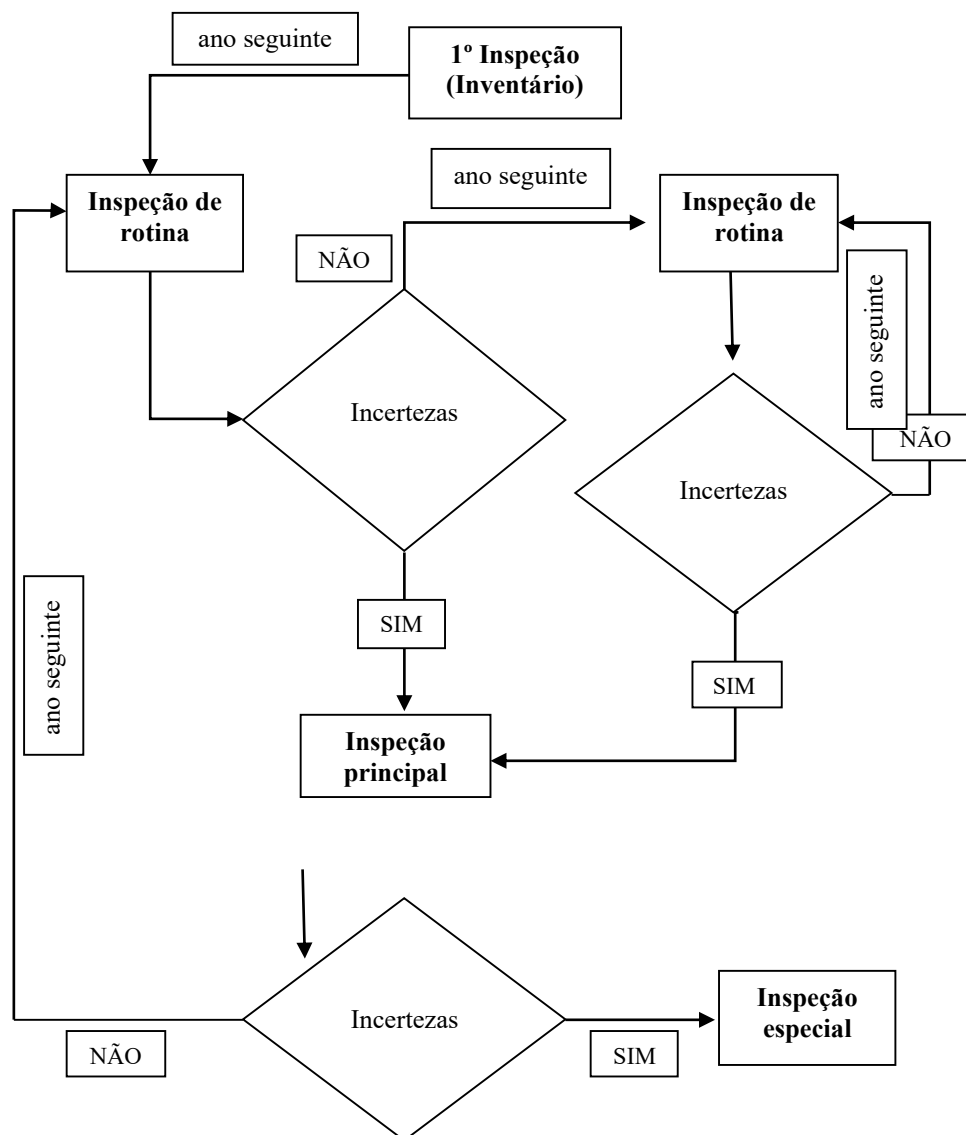 ano seguinte
1º Inspeção
(Inventário)
ano seguinte
Inspeção de
rotina
Inspeção de
rotina
NÃO
ano seguinte
NÃO
Incertezas
Incertezas
ano seguinte
SIM
SIM
Inspeção
principal
Incertezas
Inspeção
especial
NÃO
SIM